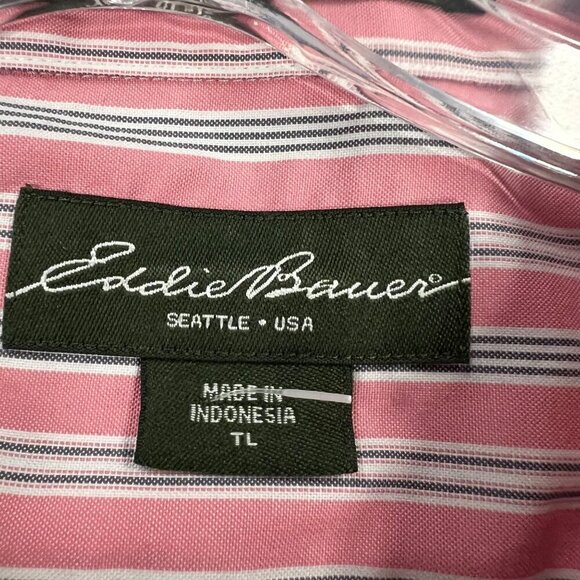 Eddie Bauer®
SEATTLE • USA
MADE IN
INDONESIA
TL